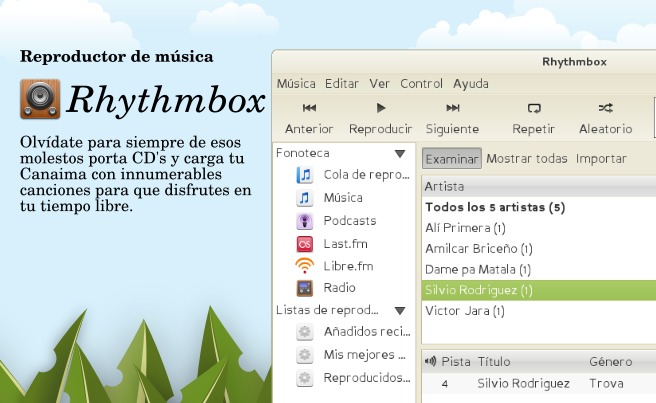 Reproductor de música
Rhythmbox
Olvídate para siempre de esos
molestos porta CD's y carga tu
Canaima con innumerables
canciones para que disfrutes en
tu tiempo libre.
Rhythmbox
Música Editar Ver Control Ayuda
Anterior Reproducir Siguiente Repetir Aleatorio
Fonoteca
Cola de repro...
Música
Podcasts
Last.fm
Libre.fm
Radio
Listas de reprod...
Añadidos reci...
Mis mejores ...
Reproducidos...
Examinar Mostrar todas Importar
Artista
Todos los 5 artistas (5)
Alí Primera (1)
Amilcar Briceño (1)
Dame pa Matala (1)
Silvio Rodriguez (1)
Victor Jara (1)
Pista Título Género
4 Silvio Rodriguez Trova